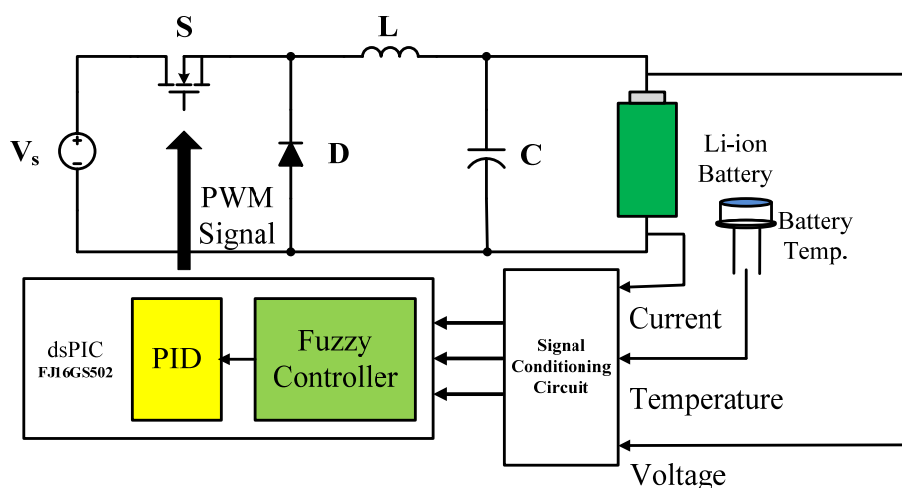 S
L
Vs
+
−
D
C
PWM
Signal
Li-ion
Battery
Battery
Temp.
dsPIC
FJ16GS502
PID
Fuzzy
Controller
Signal
Conditioning
Circuit
Current
Temperature
Voltage